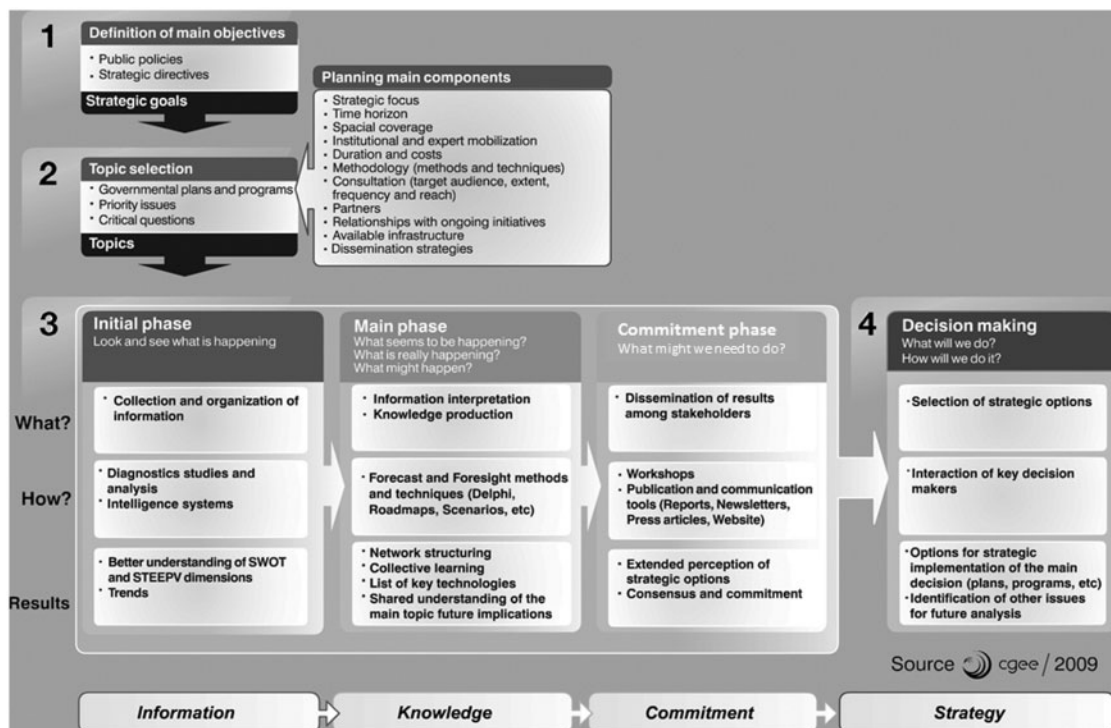 1
Definition of main objectives
• Public policies
• Strategic directives
Strategic goals
Planning main components
• Strategic focus
• Time horizon
• Spacial coverage
• Institutional and expert mobilization
• Duration and costs
• Methodology (methods and techniques)
• Consultation (target audience, extent,
frequency and reach)
• Partners
• Relationships with ongoing initiatives
• Available infrastructure
• Dissemination strategies
2
Topic selection
• Governmental plans and programs
• Priority issues
• Critical questions
Topics
3
Initial phase
Look and see what is happening
Main phase
What seems to be happening?
What is really happening?
What might happen?
Commitment phase
What might we need to do?
4
Decision making
What will we do?
How will we do it?
What?
• Collection and organization of
information
• Information interpretation
• Knowledge production
• Dissemination of results
among stakeholders
• Selection of strategic options
How?
• Diagnostics studies and
analysis
• Intelligence systems
• Forecast and Foresight methods
and techniques (Delphi,
Roadmaps, Scenarios, etc)
• Workshops
• Publication and communication
tools (Reports, Newsletters,
Press articles, Website)
• Interaction of key decision
makers
Results
• Better understanding of SWOT
and STEEPV dimensions
• Trends
• Network structuring
• Collective learning
• List of key technologies
• Shared understanding of the
main topic future implications
• Extended perception of
strategic options
• Consensus and commitment
• Options for strategic
implementation of the main
decision (plans, programs, etc)
• Identification of other issues
for future analysis
Source cgee / 2009
Information
Knowledge
Commitment
Strategy